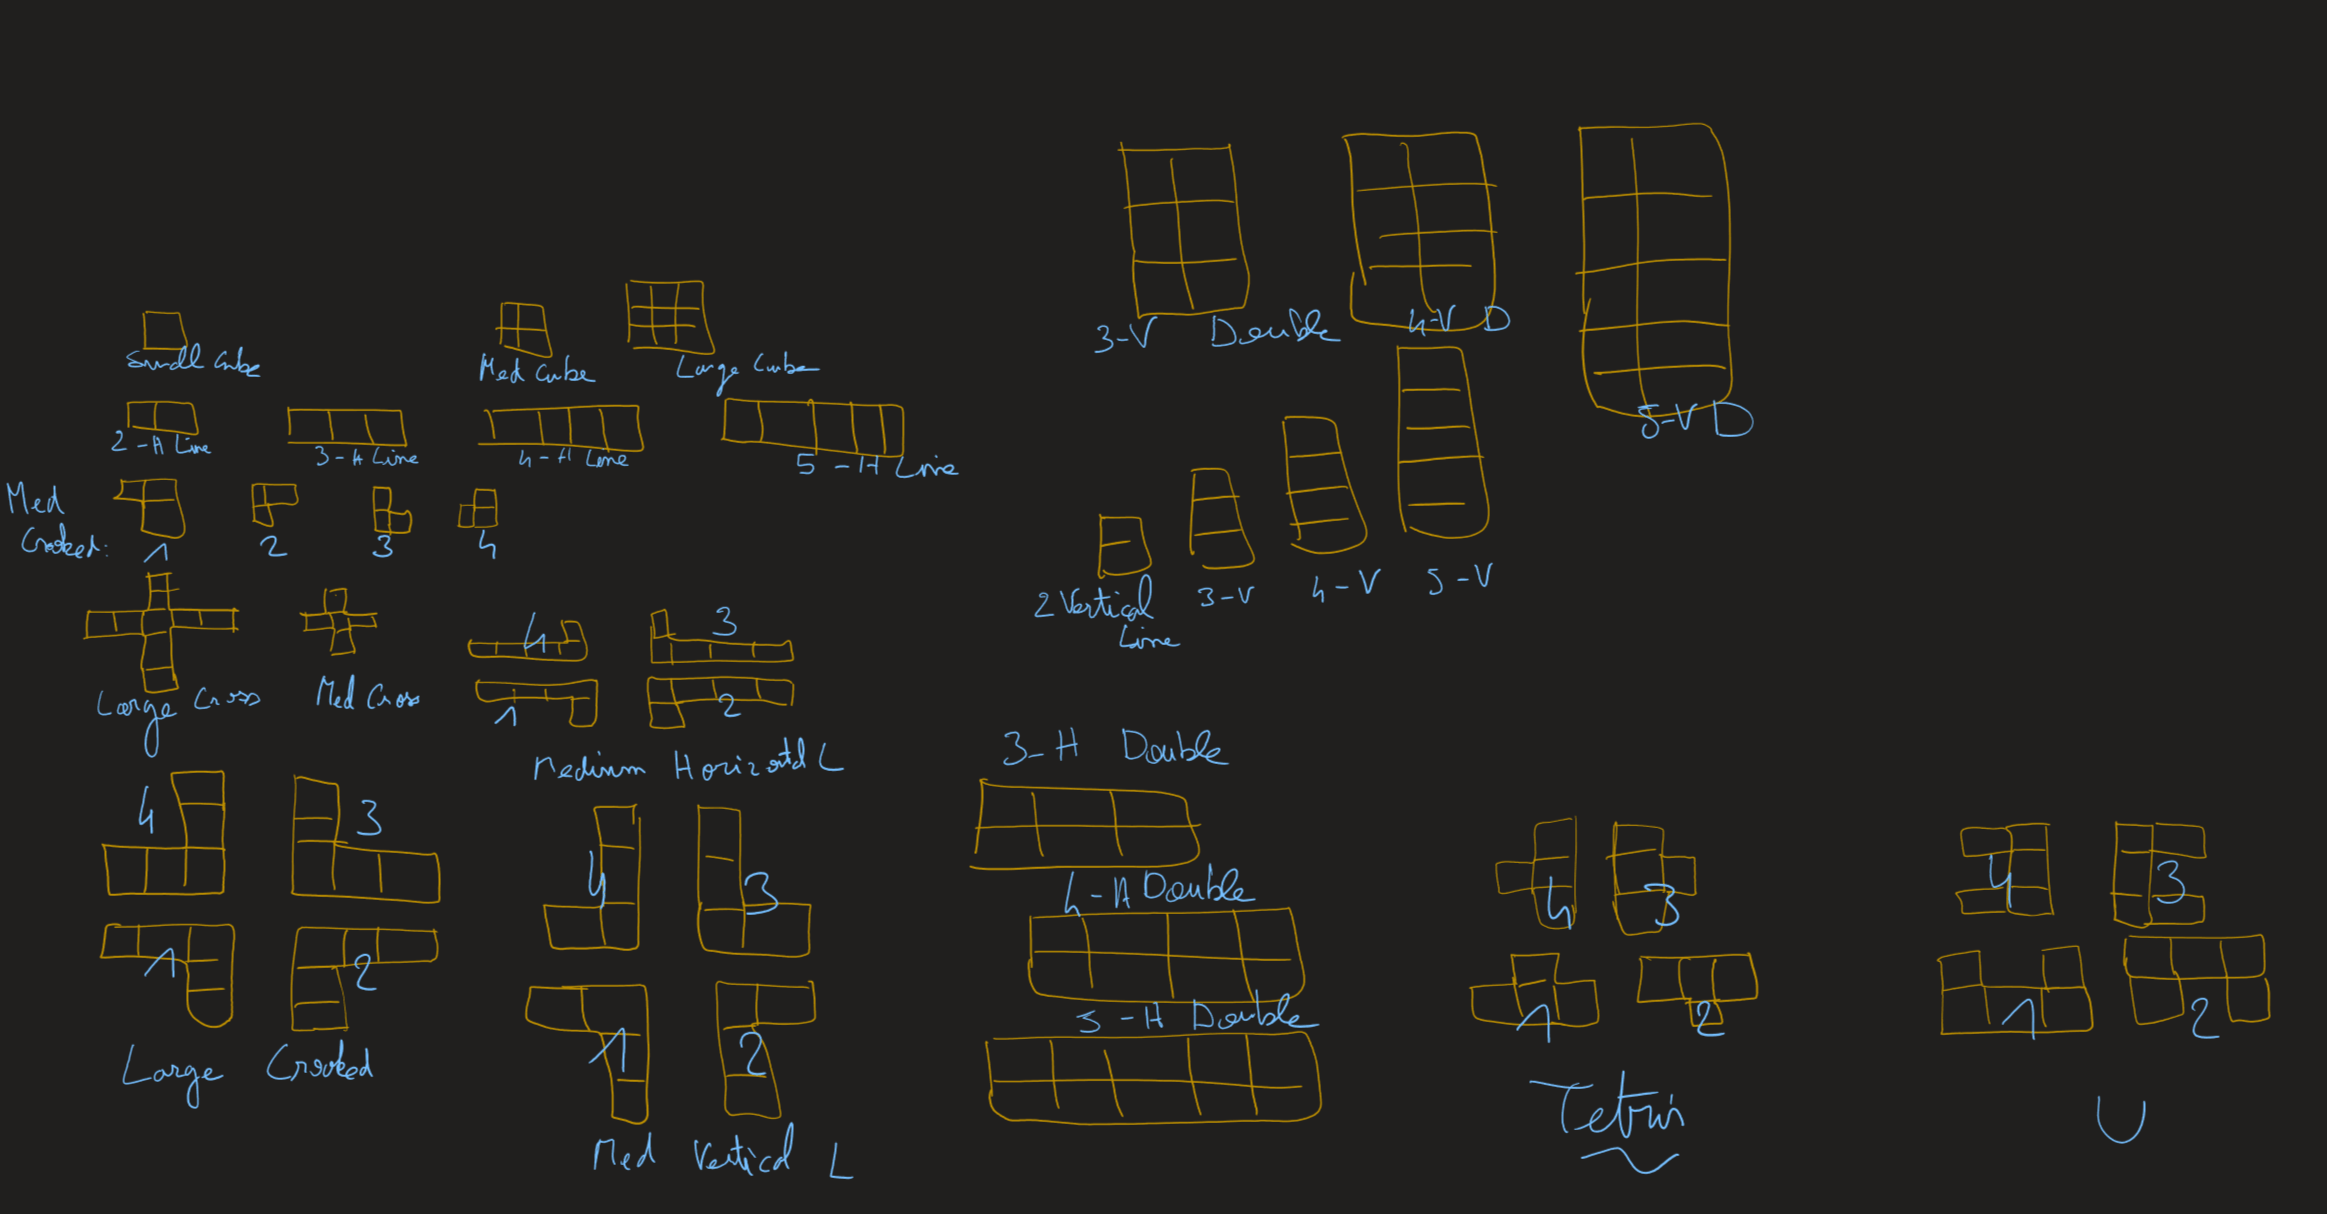 3-V Double
4-V D
5-V D
Small Cube
Med Cube
Large Cube
2-H Line
3-H Line
4-H Line
5-H Line
Med Crooked:
1
2
3
4
2 Vertical Line
3-V
4-V
5-V
Large Cross
Med Cross
4
3
1
2
Medium Horizontal L
4
3
1
2
Large Crooked
4
3
1
2
Med Vertical L
3-H Double
4-H Double
5-H Double
4
3
1
2
Tetris
4
3
1
2
U